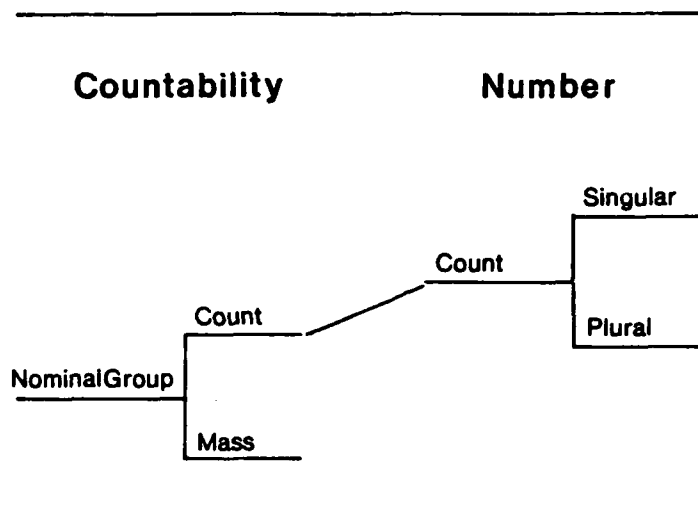 Countability Number
Singular
Count
Count
Plural
NominalGroup
Mass